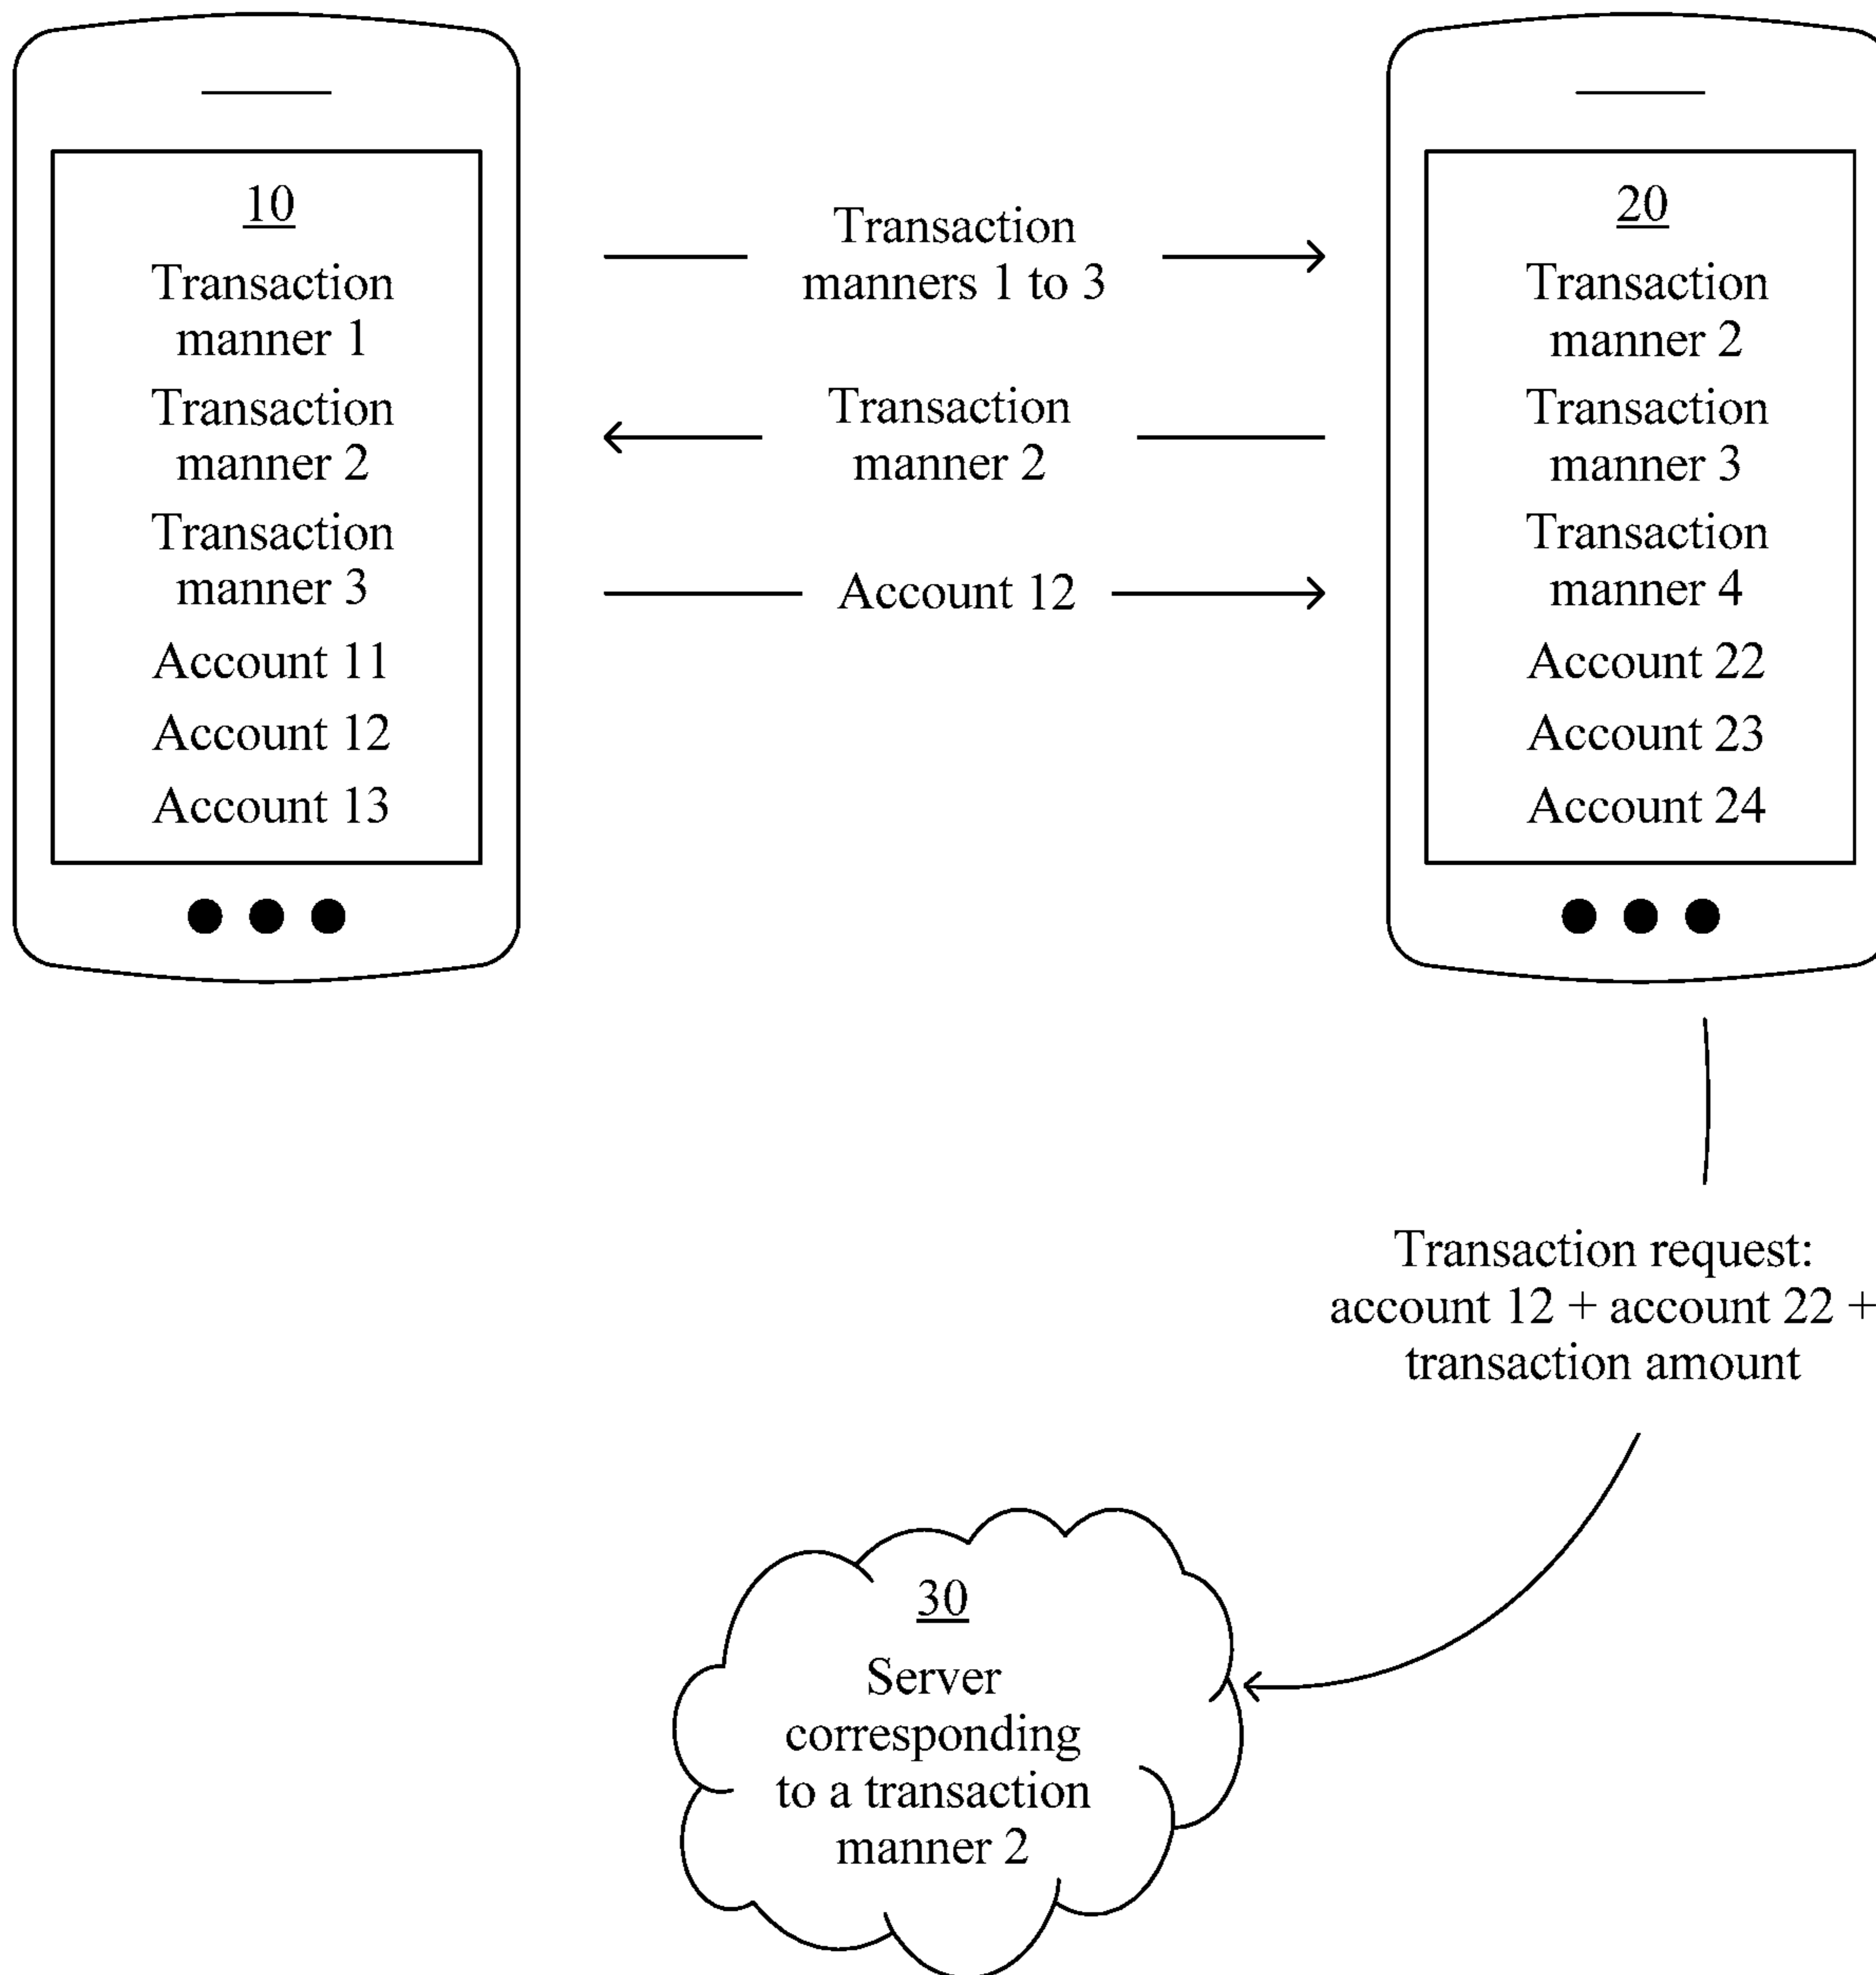 10
Transaction
manner 1
Transaction
manner 2
Transaction
manner 3
Account 11
Account 12
Account 13
Transaction
manners 1 to 3
Transaction
manner 2
Account 12
20
Transaction
manner 2
Transaction
manner 3
Transaction
manner 4
Account 22
Account 23
Account 24
Transaction request:
account 12 + account 22 +
transaction amount
30
Server
corresponding
to a transaction
manner 2